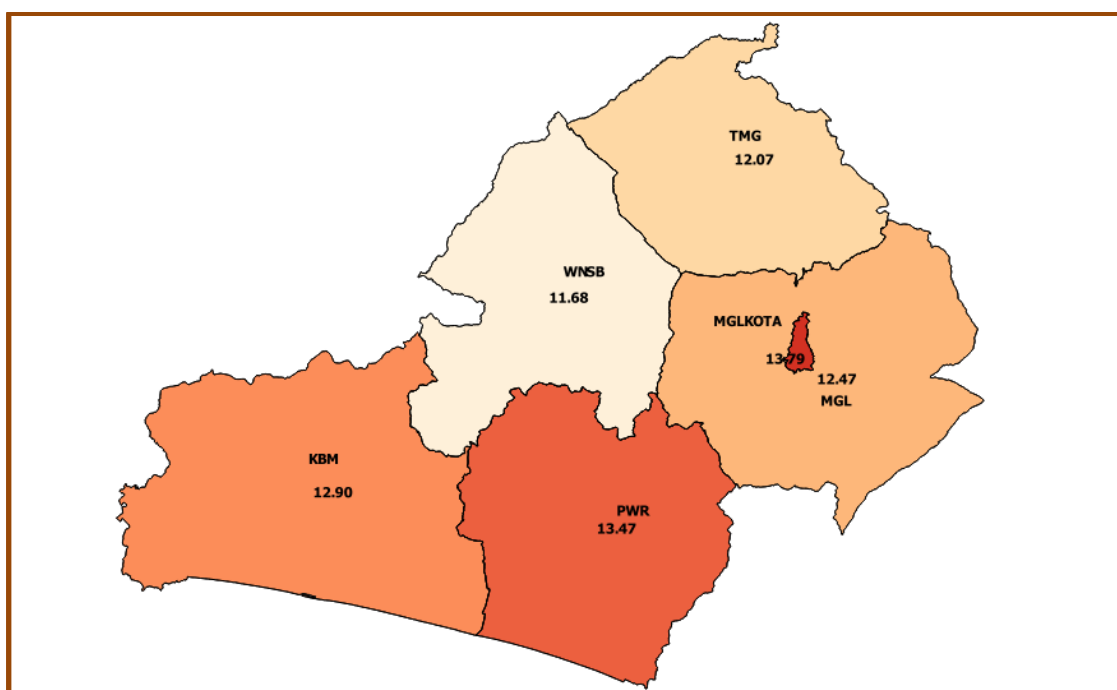 TMG
12.07
WNSB
11.68
MGLKOTA
13.79
12.47
MGL
KBM
12.90
PWR
13.47